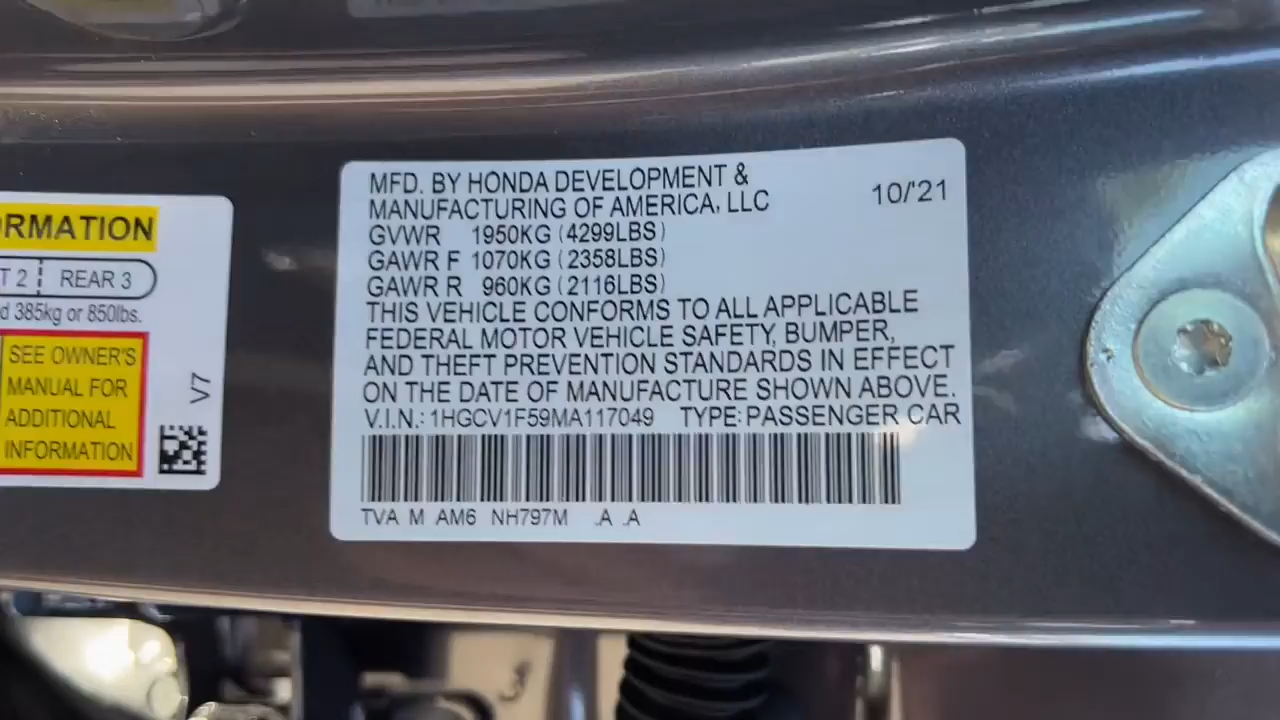 ORMATION
T 2 REAR 3
d 385kg or 850lbs.
SEE OWNER'S
MANUAL FOR
ADDITIONAL
INFORMATION
V7
MFD. BY HONDA DEVELOPMENT &
MANUFACTURING OF AMERICA, LLC
10/'21
GVWR 1950KG (4299LBS)
GAWR F 1070KG (2358LBS)
GAWR R 960KG (2116LBS)
THIS VEHICLE CONFORMS TO ALL APPLICABLE
FEDERAL MOTOR VEHICLE SAFETY, BUMPER,
AND THEFT PREVENTION STANDARDS IN EFFECT
ON THE DATE OF MANUFACTURE SHOWN ABOVE.
V.I.N.: 1HGCV1F59MA117049 TYPE: PASSENGER CAR
TVA M AM6 NH797M .A .A